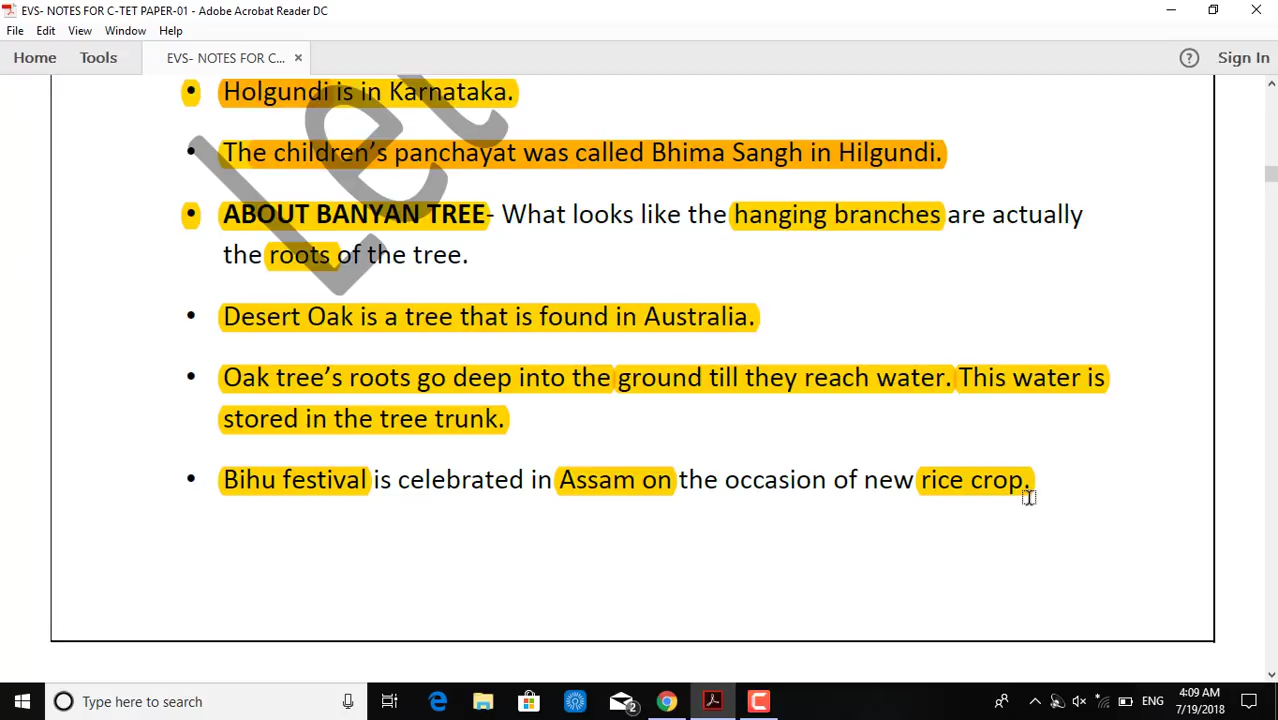 EVS- NOTES FOR C-TET PAPER-01 - Adobe Acrobat Reader DC
File Edit View Window Help
Home Tools EVS- NOTES FOR C... × Sign In
• Holgundi is in Karnataka.
• The children's panchayat was called Bhima Sangh in Hilgundi.
• ABOUT BANYAN TREE- What looks like the hanging branches are actually
the roots of the tree.
• Desert Oak is a tree that is found in Australia.
• Oak tree's roots go deep into the ground till they reach water. This water is
stored in the tree trunk.
• Bihu festival is celebrated in Assam on the occasion of new rice crop.
Let
Type here to search
2
ENG
4:09 AM
7/19/2018